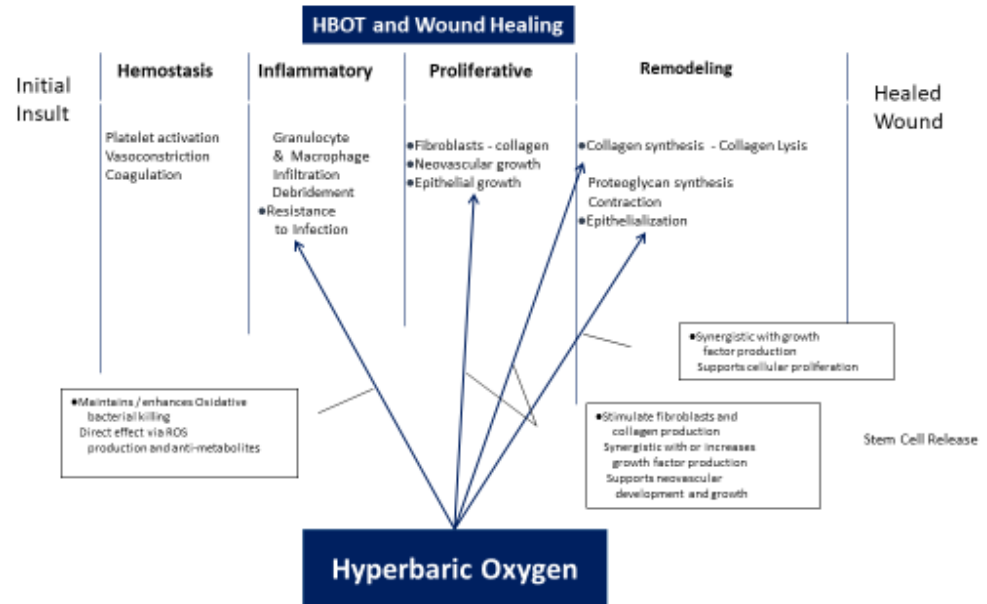 HBOT and Wound Healing
Initial
Insult
Hemostasis
Platelet activation
Vasoconstriction
Coagulation
Inflammatory
Granulocyte
& Macrophage
Infiltration
Debridement
●Resistance
to Infection
Proliferative
●Fibroblasts - collagen
●Neovascular growth
●Epithelial growth
Remodeling
●Collagen synthesis - Collagen Lysis
Proteoglycan synthesis
Contraction
●Epithelialization
Healed
Wound
●Synergistic with growth
factor production
Supports cellular proliferation
●Maintains / enhances Oxidative
bacterial killing
Direct effect via ROS
production and anti-metabolites
●Stimulate fibroblasts and
collagen production
Synergistic with or increases
growth factor production
Supports neovascular
development and growth
Stem Cell Release
Hyperbaric Oxygen